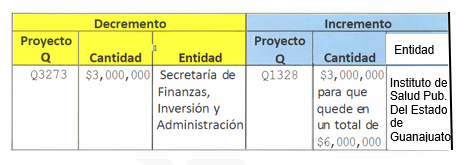 Decremento Incremento
Proyecto Q Cantidad Entidad Proyecto Q Cantidad Entidad
Q3273 $3,000,000 Secretaría de Finanzas, Inversión y Administración Q1328 $3,000,000 para que quede en un total de $6,000,000 Instituto de Salud Pub. Del Estado de Guanajuato